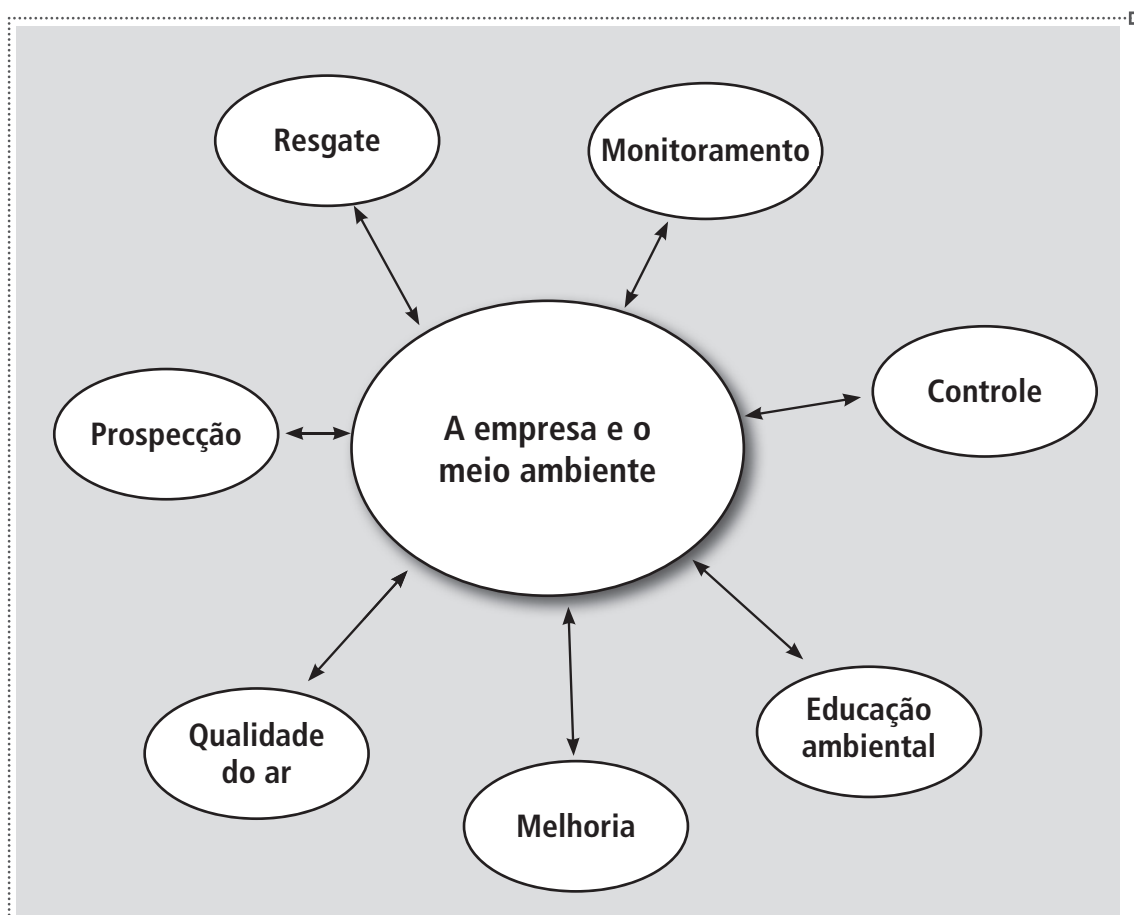 Resgate
Monitoramento
Controle
Prospecção
A empresa e o
meio ambiente
Educação
ambiental
Qualidade
do ar
Melhoria